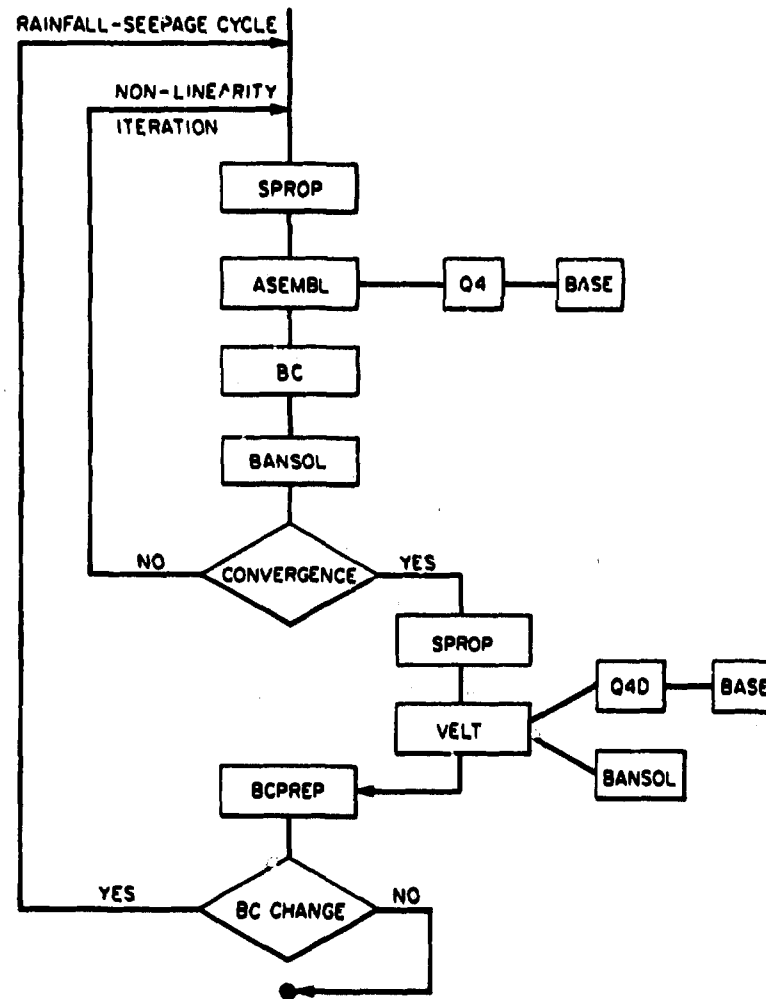 RAINFALL-SEEPAGE CYCLE
NON-LINEARITY
ITERATION
SPROP
ASEMBL
Q4
BASE
BC
BANSOL
NO
CONVERGENCE
YES
SPROP
Q4D
BASE
VELT
BANSOL
BCPREP
YES
BC CHANGE
NO